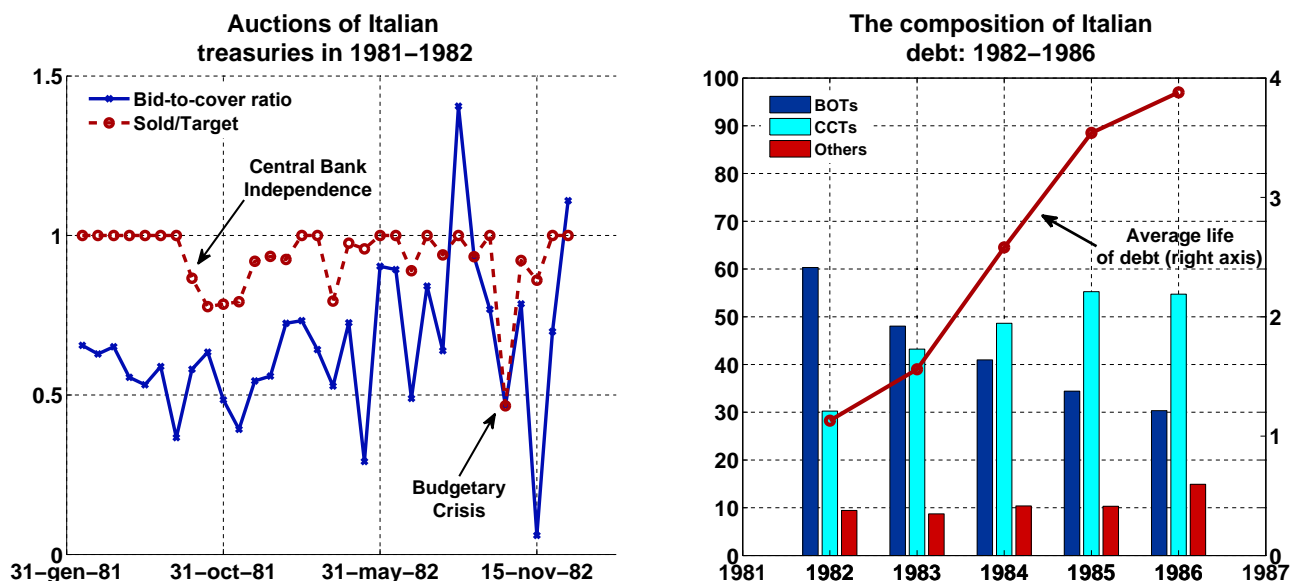 Auctions of Italian
treasuries in 1981−1982
1.5
1
0.5
0
Bid-to-cover ratio
Sold/Target
Central Bank
Independence
Budgetary
Crisis
31−gen−81
31−oct−81
31−may−82
15−nov−82
The composition of Italian
debt: 1982−1986
100
90
80
70
60
50
40
30
20
10
0
BOTs
CCTs
Others
Average life
of debt (right axis)
4
3
2
1
0
1981
1982
1983
1984
1985
1986
1987